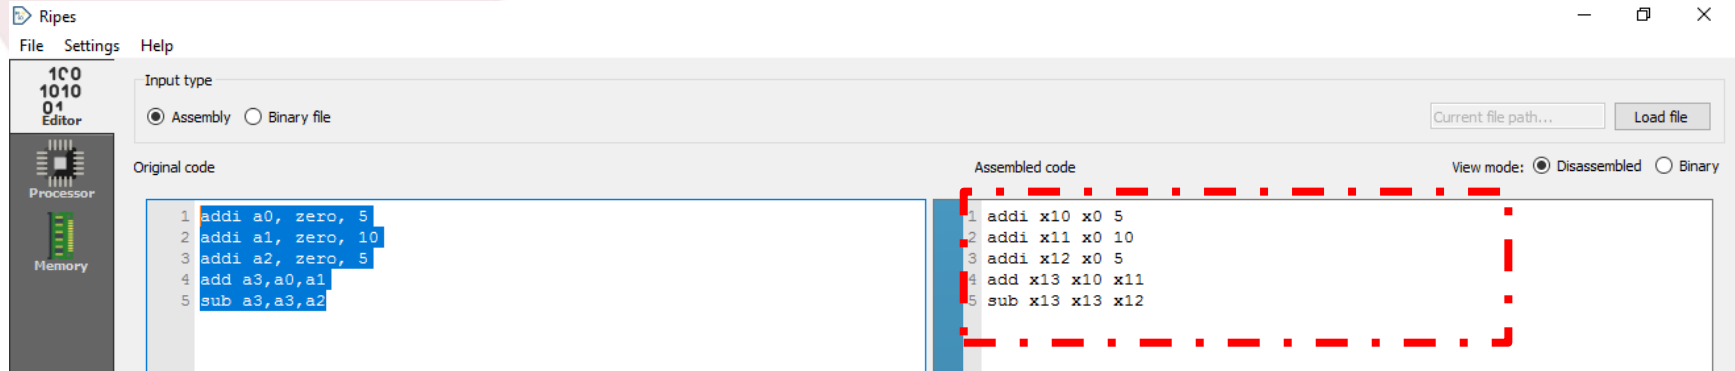 Ripes
File Settings Help
100
1010
01
Editor
Processor
Memory
Input type
Assembly Binary file
Current file path... Load file
Original code
1 addi a0, zero, 5
2 addi a1, zero, 10
3 addi a2, zero, 5
4 add a3,a0,a1
5 sub a3,a3,a2
Assembled code
View mode: Disassembled Binary
1 addi x10 x0 5
2 addi x11 x0 10
3 addi x12 x0 5
4 add x13 x10 x11
5 sub x13 x13 x12